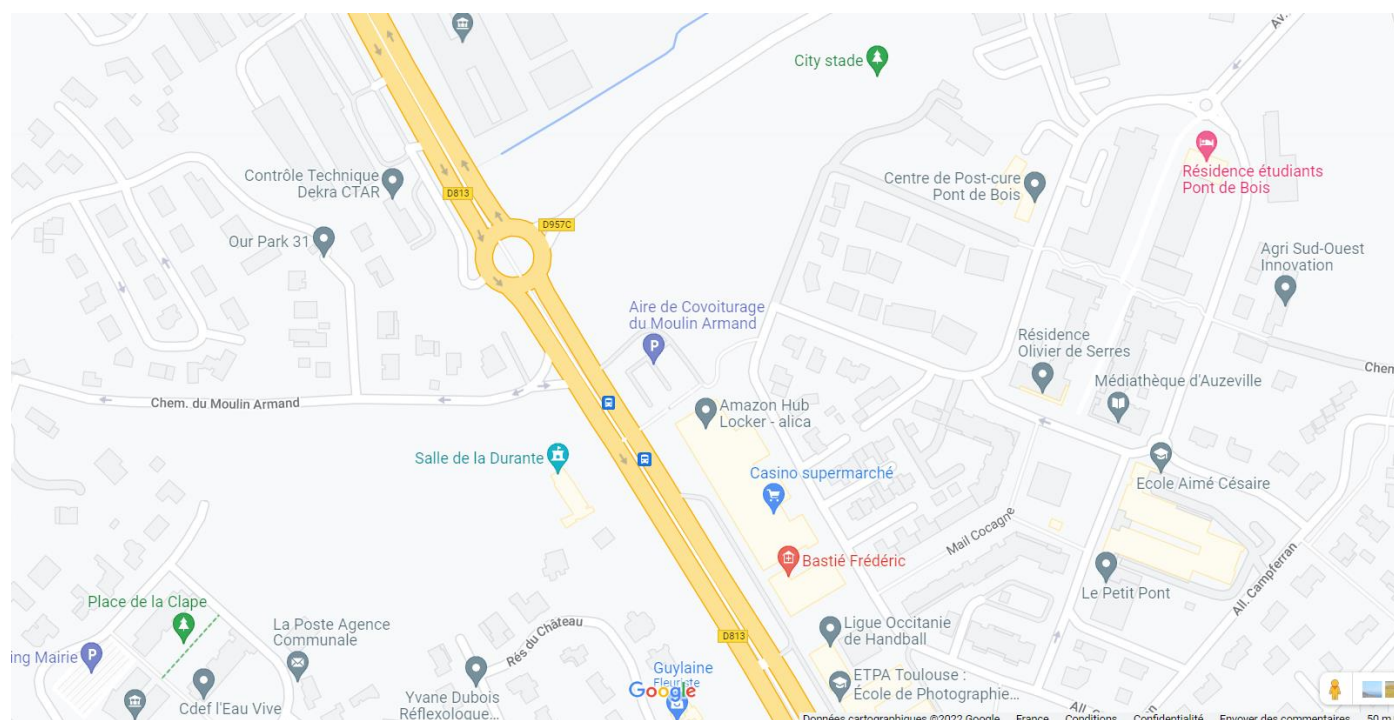 City stade
Av.
Contrôle Technique
Dekra CTAR
D813
Centre de Post-cure
Pont de Bois
Résidence étudiants
Pont de Bois
D957C
Our Park 31
Agri Sud-Ouest
Innovation
Aire de Covoiturage
du Moulin Armand
P
Résidence
Olivier de Serres
Chem
Médiathèque d'Auzeville
Chem. du Moulin Armand
Amazon Hub
Locker - alica
Salle de la Durante
Casino supermarché
Ecole Aimé Césaire
Mail Cocagne
Bastié Frédéric
Le Petit Pont
All. Campferran
Place de la Clape
La Poste Agence
Communale
Ligue Occitanie
de Handball
Rés du Château
D813
ing Mairie P
Guylaine
Fleuriste
Google
ETPA Toulouse :
École de Photographie...
Cdef l'Eau Vive
Yvane Dubois
Réflexologue...
All.
Données cartographiques ©2022 Google France Conditions Confidentialité Envoyer des commentaires 50